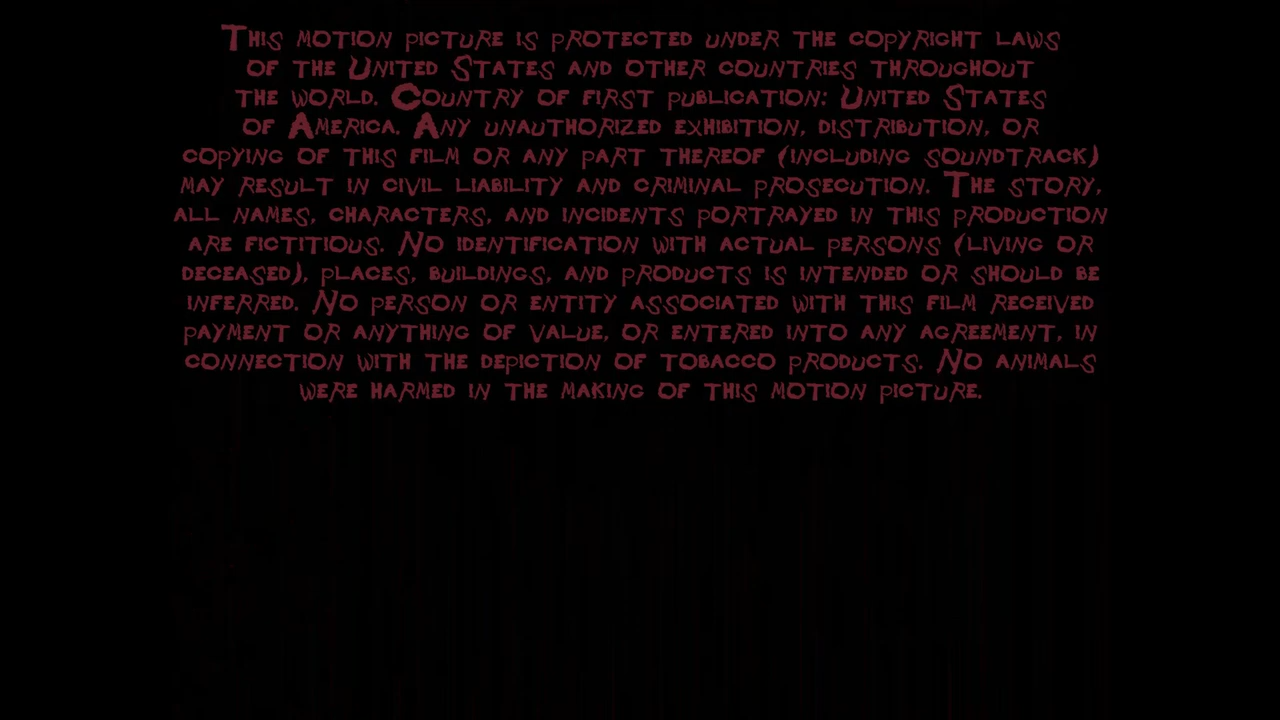 This motion picture is protected under the copyright laws
of the United States and other countries throughout
the world. Country of first publication: United States
of America. Any unauthorized exhibition, distribution, or
copying of this film or any part thereof (including soundtrack)
may result in civil liability and criminal prosecution. The story,
all names, characters, and incidents portrayed in this production
are fictitious. No identification with actual persons (living or
deceased), places, buildings, and products is intended or should be
inferred. No person or entity associated with this film received
payment or anything of value, or entered into any agreement, in
connection with the depiction of tobacco products. No animals
were harmed in the making of this motion picture.